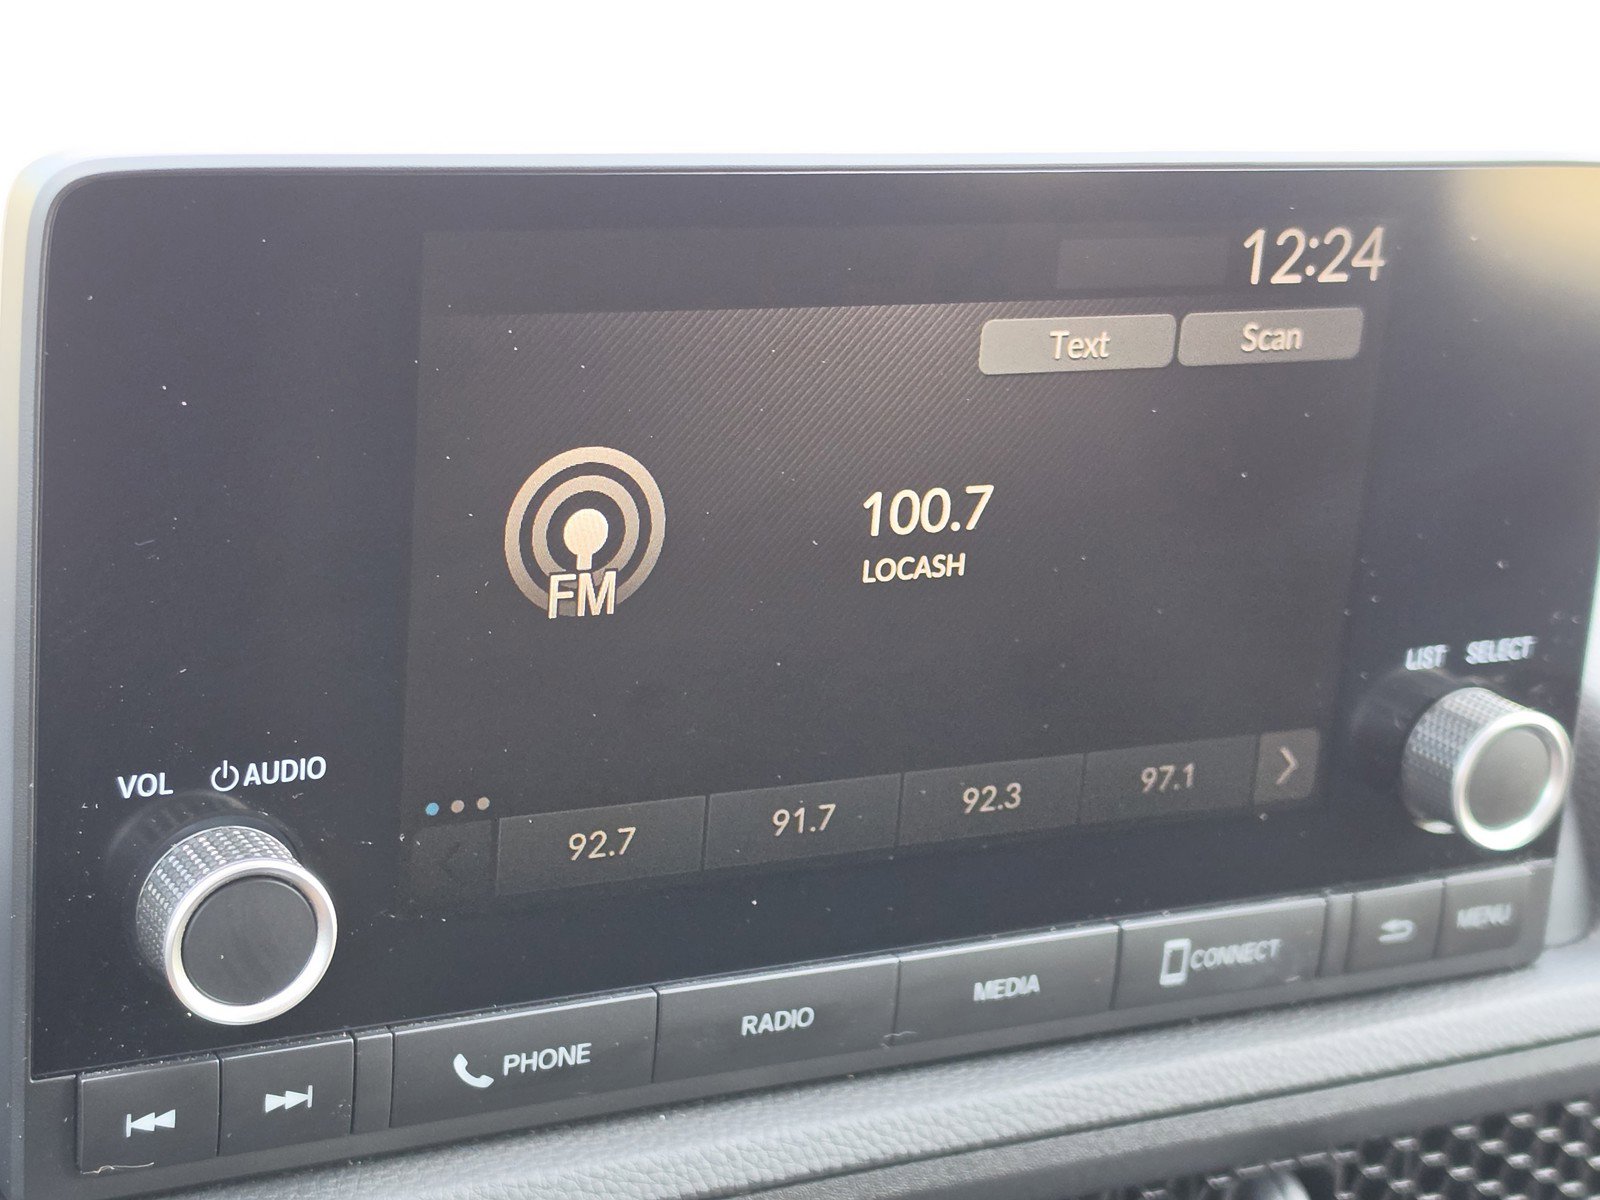 12:24
Text Scan
100.7
LOCASH
FM
LIST SELECT
VOL AUDIO
92.7 91.7 92.3 97.1
PHONE RADIO MEDIA CONNECT MENU